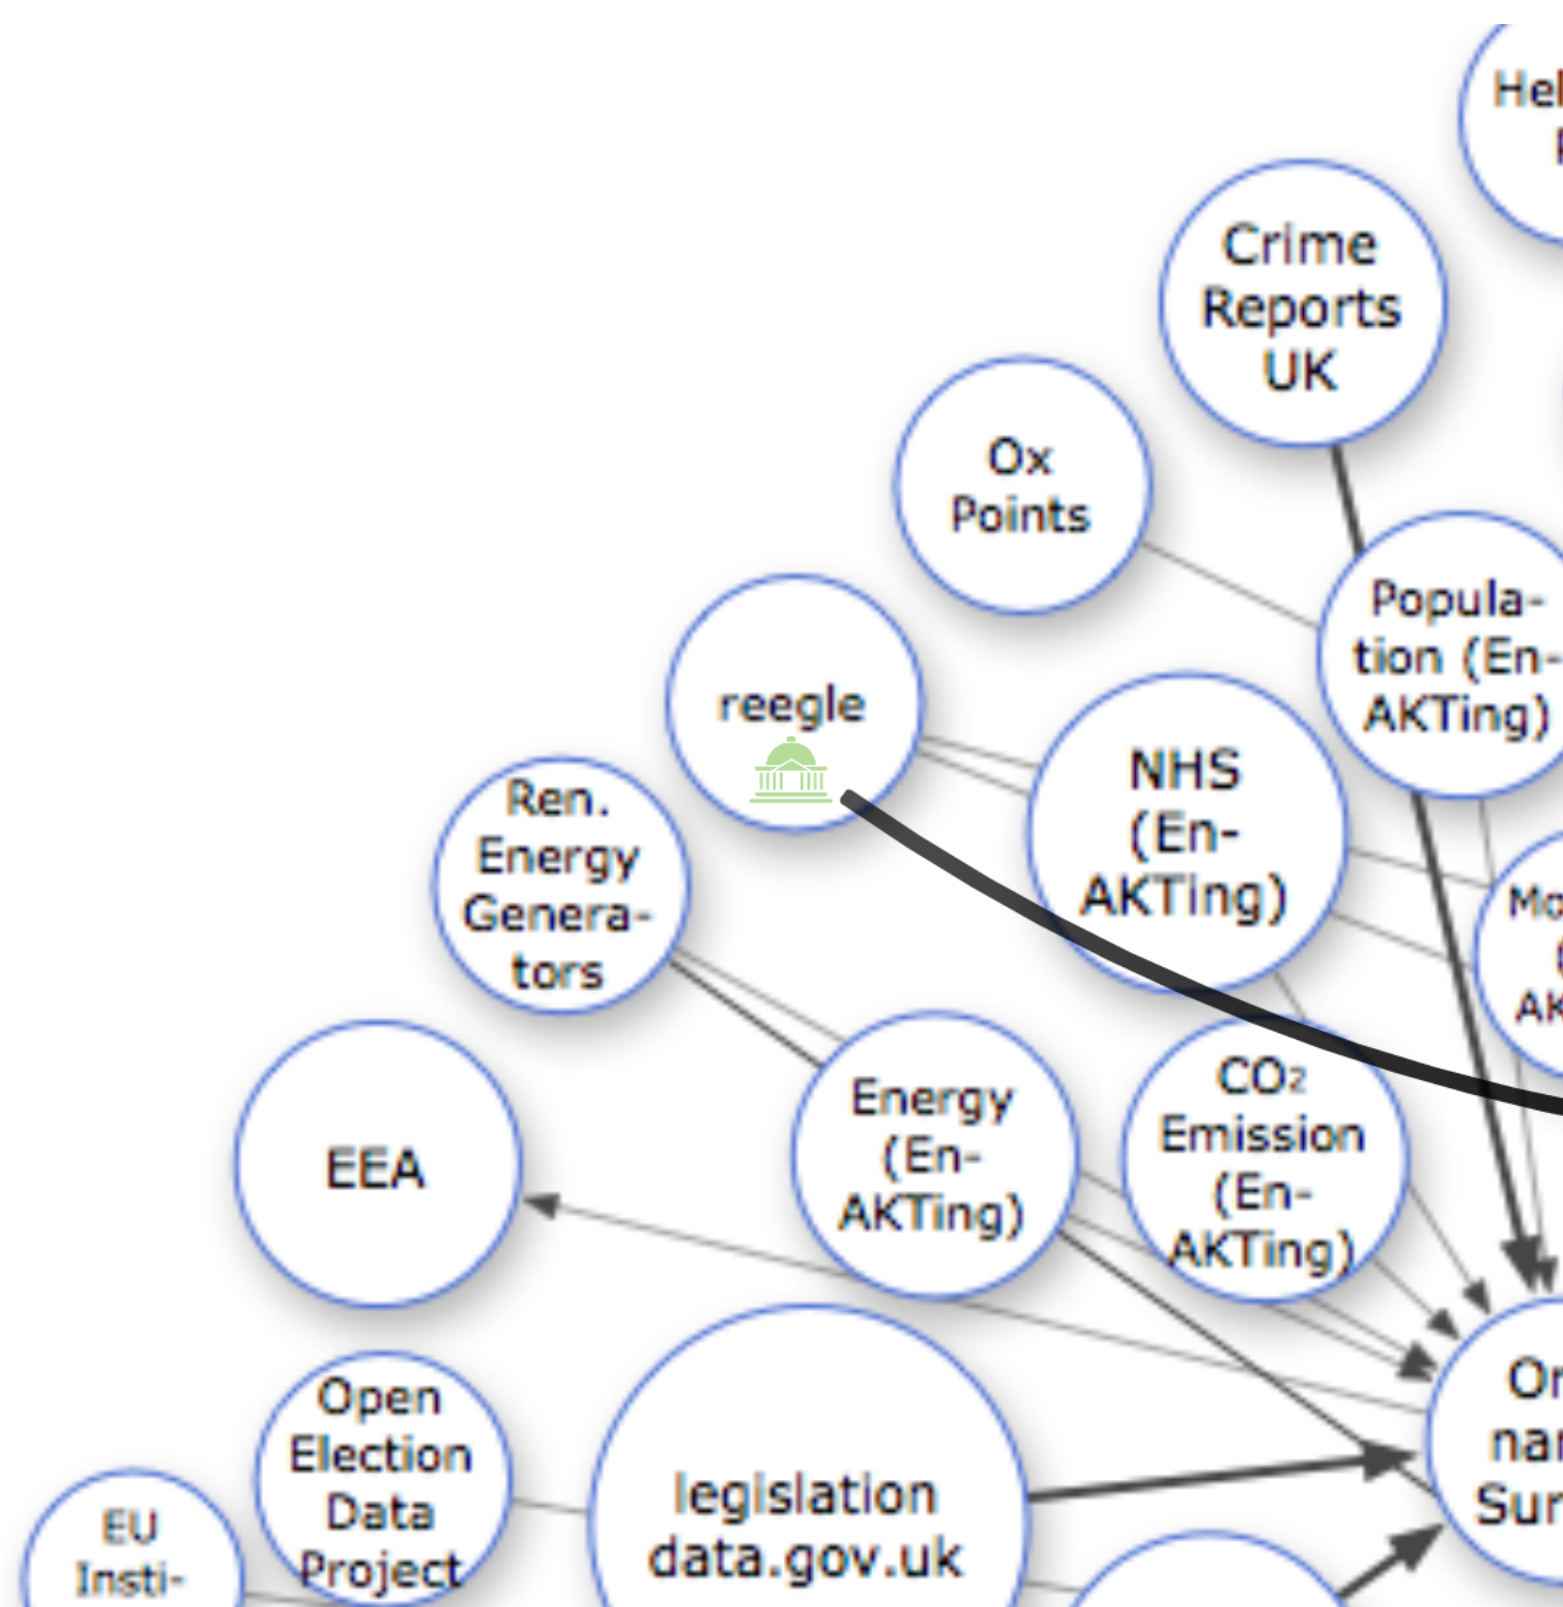 Crime
Reports
UK
Ox
Points
Popula-
tion (En-
AKTing)
reegle
NHS
(En-
AKTing)
Ren.
Energy
Genera-
tors
CO2
Emission
(En-
AKTing)
Energy
(En-
AKTing)
EEA
Open
Election
Data
Project
legislation
data.gov.uk
EU
Insti-